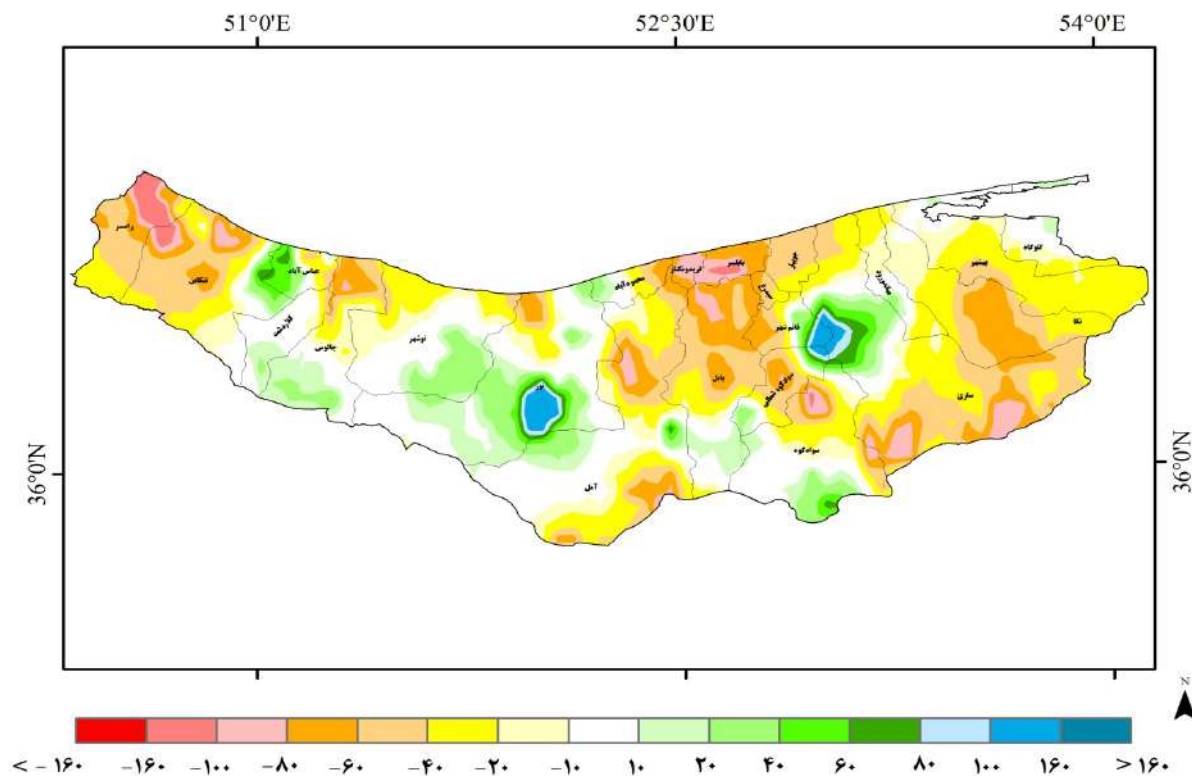 51°0'E 52°30'E 54°0'E
36°0'N 36°0'N
رامسر
تنکابن
عباس آباد
کلاردشت
چالوس
نوشهر
نور
محمودآباد
آمل
فریدونکنار
بابلسر
بابل
سیمرغ
جویبار
قائم شهر
سوادکوه شمالی
سوادکوه
میاندورود
ساری
بهشهر
نکا
گلوگاه
N
< −۱۶۰ −۱۶۰ −۱۰۰ −۸۰ −۶۰ −۴۰ −۲۰ −۱۰ ۱۰ ۲۰ ۴۰ ۶۰ ۸۰ ۱۰۰ ۱۶۰ > ۱۶۰